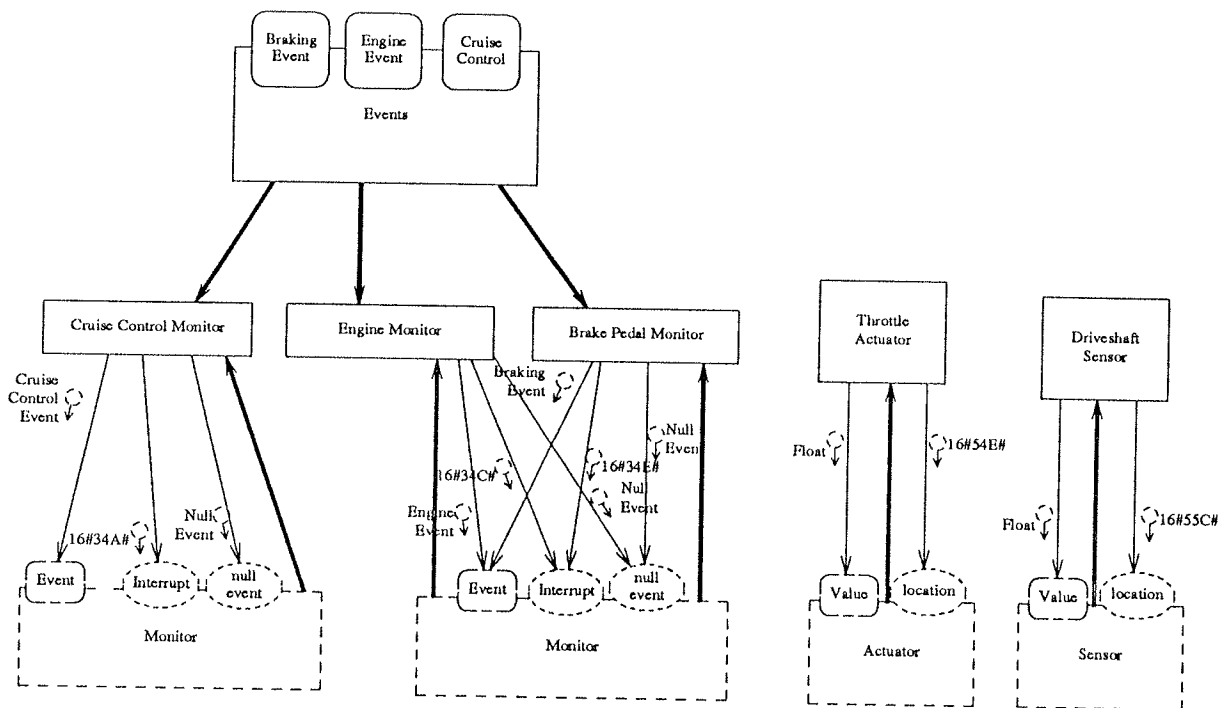 Braking
Event
Engine
Event
Cruise
Control
Events
Cruise Control Monitor
Engine Monitor
Brake Pedal Monitor
Throttle
Actuator
Driveshaft
Sensor
Cruise
Control
Event
Braking
Event
Null
Event
16#34A#
Null
Event
16#34C#
16#34E#
Null
Event
Engine
Event
Float
16#54E#
Float
16#55C#
Event
Interrupt
null
event
Monitor
Event
Interrupt
null
event
Monitor
Value
location
Actuator
Value
location
Sensor